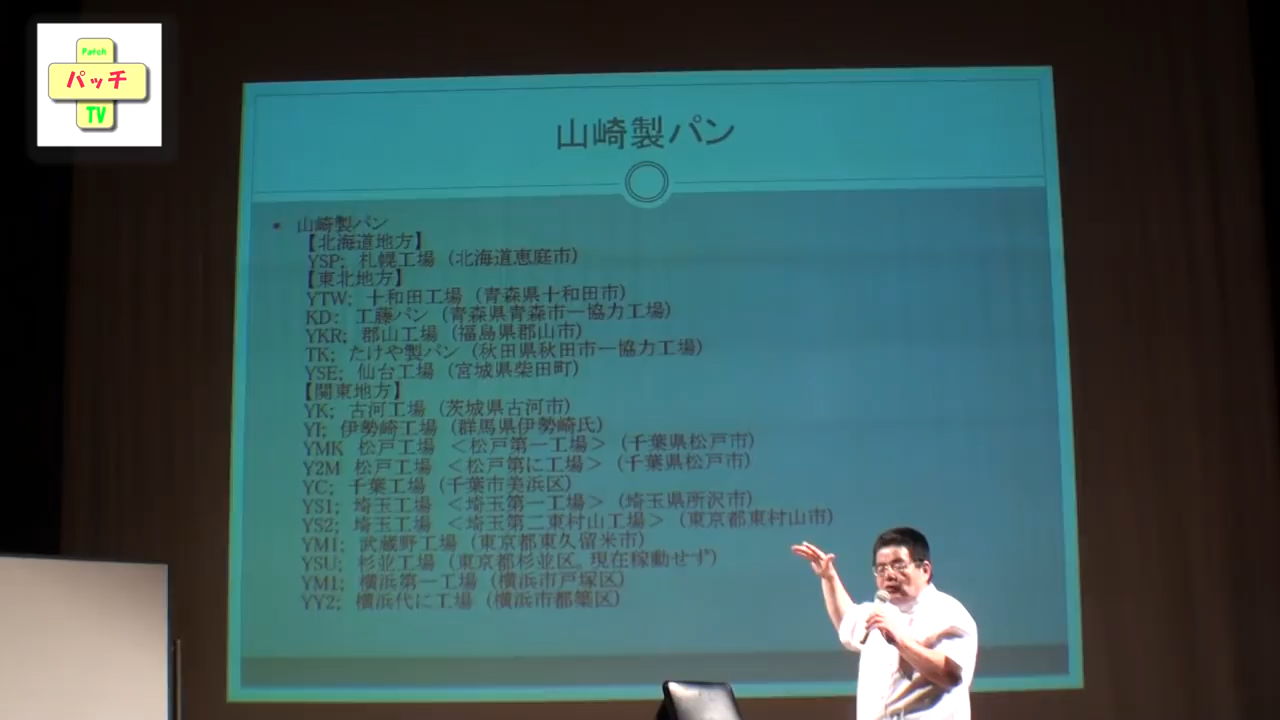 Patch
パッチ
TV
山崎製パン
• 山崎製パン
【北海道地方】
YSP; 札幌工場（北海道恵庭市）
【東北地方】
YTW; 十和田工場（青森県十和田市）
KD; 工藤パン（青森県青森市－協力工場）
YKR; 郡山工場（福島県郡山市）
TK; たけや製パン（秋田県秋田市－協力工場）
YSE; 仙台工場（宮城県柴田町）
【関東地方】
YK; 古河工場（茨城県古河市）
YI; 伊勢崎工場（群馬県伊勢崎氏）
YMK 松戸工場 ＜松戸第一工場＞（千葉県松戸市）
Y2M 松戸工場 ＜松戸第に工場＞（千葉県松戸市）
YC; 千葉工場（千葉市美浜区）
YS1; 埼玉工場 ＜埼玉第一工場＞（埼玉県所沢市）
YS2; 埼玉工場 ＜埼玉第二東村山工場＞（東京都東村山市）
YM1; 武蔵野工場（東京都東久留米市）
YSU; 杉並工場（東京都杉並区。現在稼動せず）
YM1; 横浜第一工場（横浜市戸塚区）
YY2; 横浜代に工場（横浜市都築区）